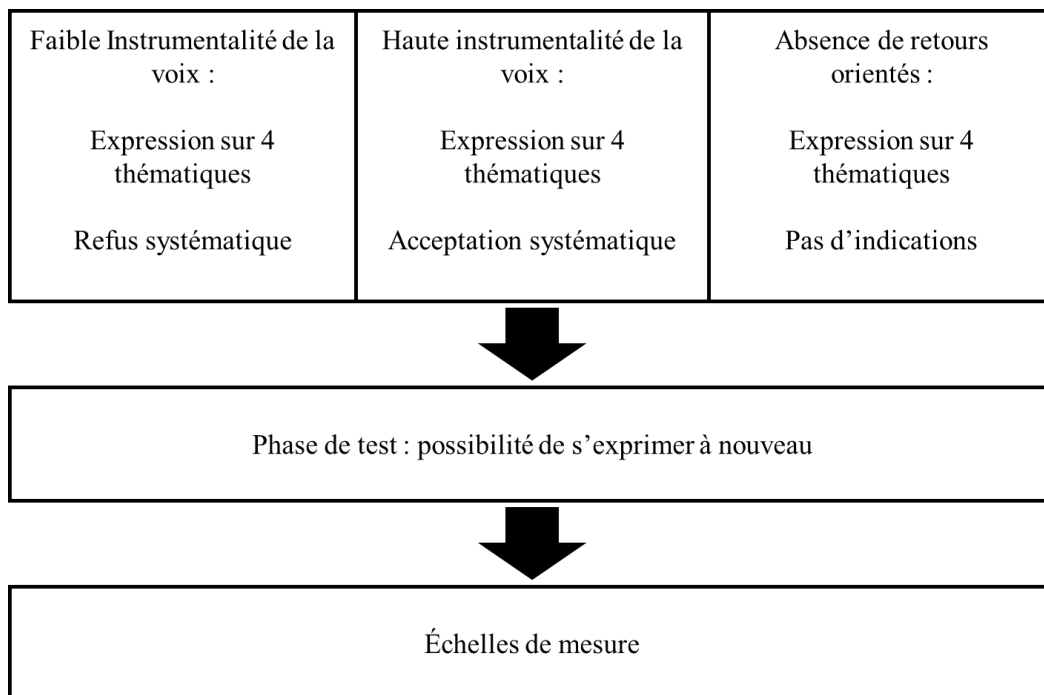 Faible Instrumentalité de la
voix :
Expression sur 4
thématiques
Refus systématique
Haute instrumentalité de la
voix :
Expression sur 4
thématiques
Acceptation systématique
Absence de retours
orientés :
Expression sur 4
thématiques
Pas d’indications
Phase de test : possibilité de s’exprimer à nouveau
Échelles de mesure